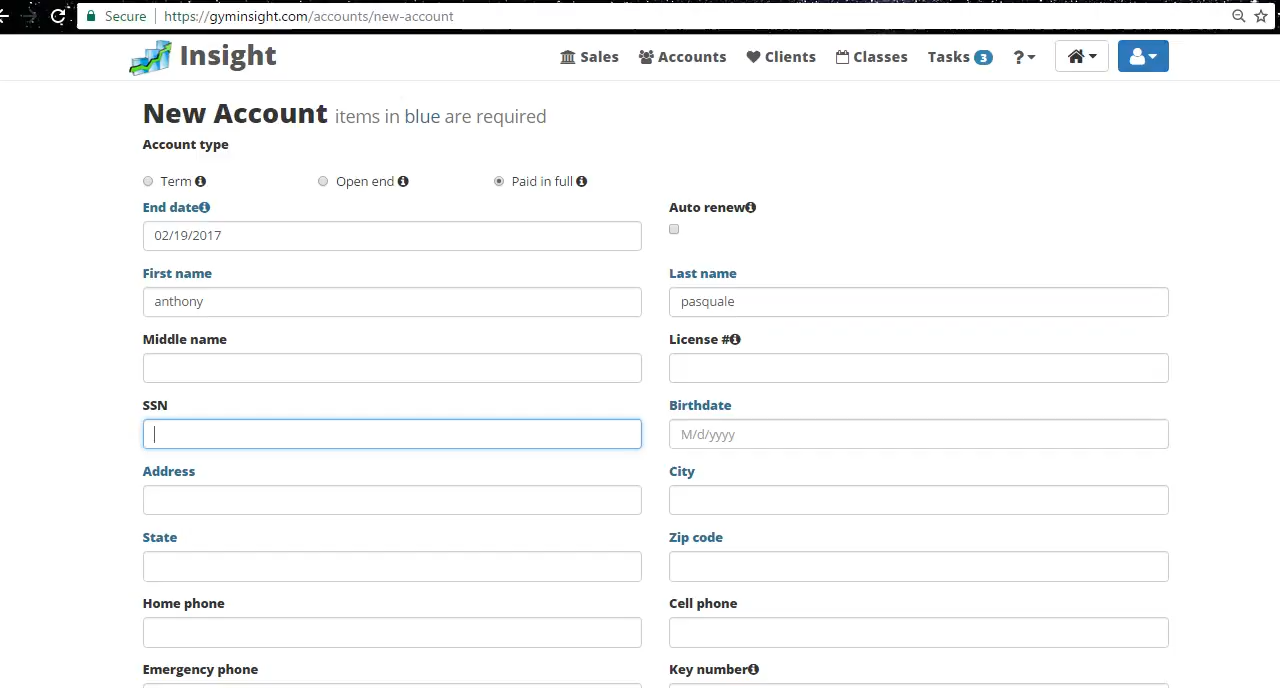 Secure https://gyminsight.com/accounts/new-account
Insight Sales Accounts Clients Classes Tasks 3 ?
New Account items in blue are required
Account type
Term Open end Paid in full
End date Auto renew
02/19/2017
First name Last name
anthony pasquale
Middle name License #
SSN Birthdate
M/d/yyyy
Address City
State Zip code
Home phone Cell phone
Emergency phone Key number